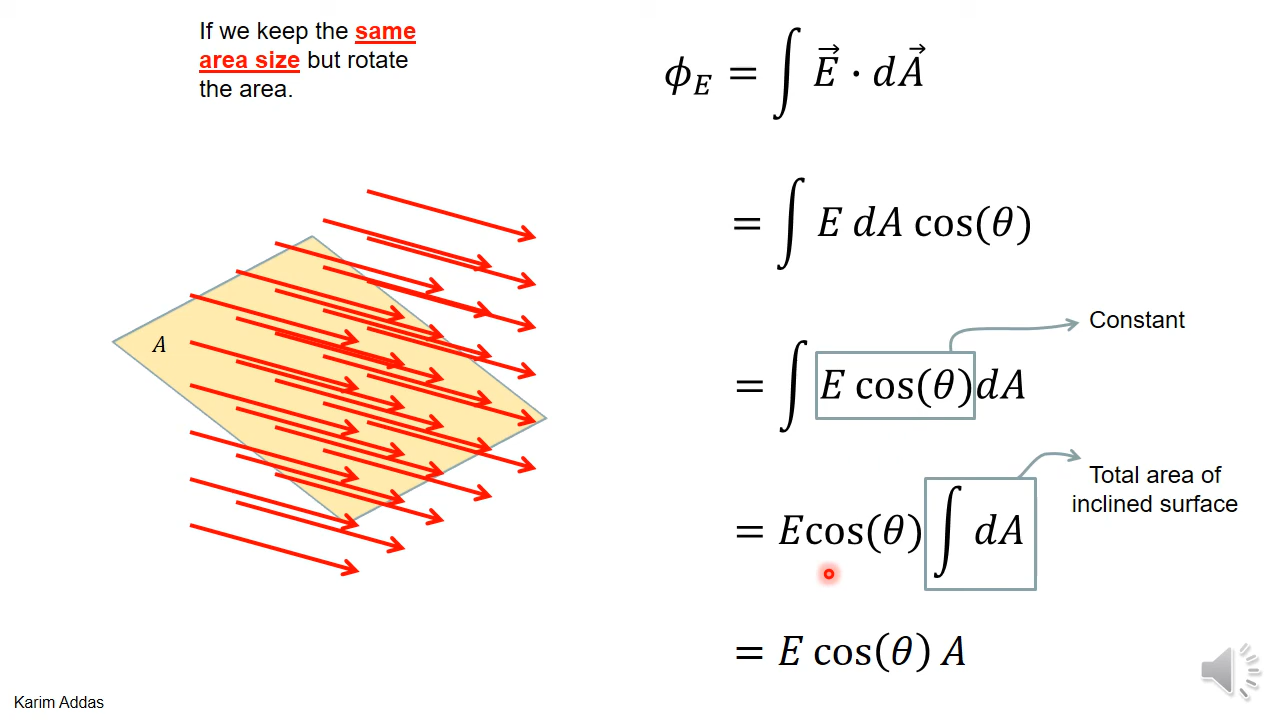 If we keep the same
area size but rotate
the area.
A
ϕ_E = ∫ E⃗ · dA⃗
= ∫ E dA cos(θ)
Constant
= ∫ E cos(θ)dA
Total area of
inclined surface
= Ecos(θ) ∫ dA
= E cos(θ) A
Karim Addas